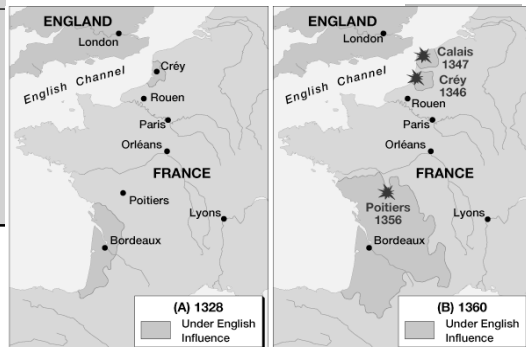 ENGLAND
London
English Channel
Créy
Rouen
Paris
Orléans
FRANCE
Poitiers
Lyons
Bordeaux
(A) 1328
Under English
Influence
ENGLAND
London
English Channel
Calais
1347
Créy
1346
Rouen
Paris
Orléans
FRANCE
Poitiers
1356
Lyons
Bordeaux
(B) 1360
Under English
Influence